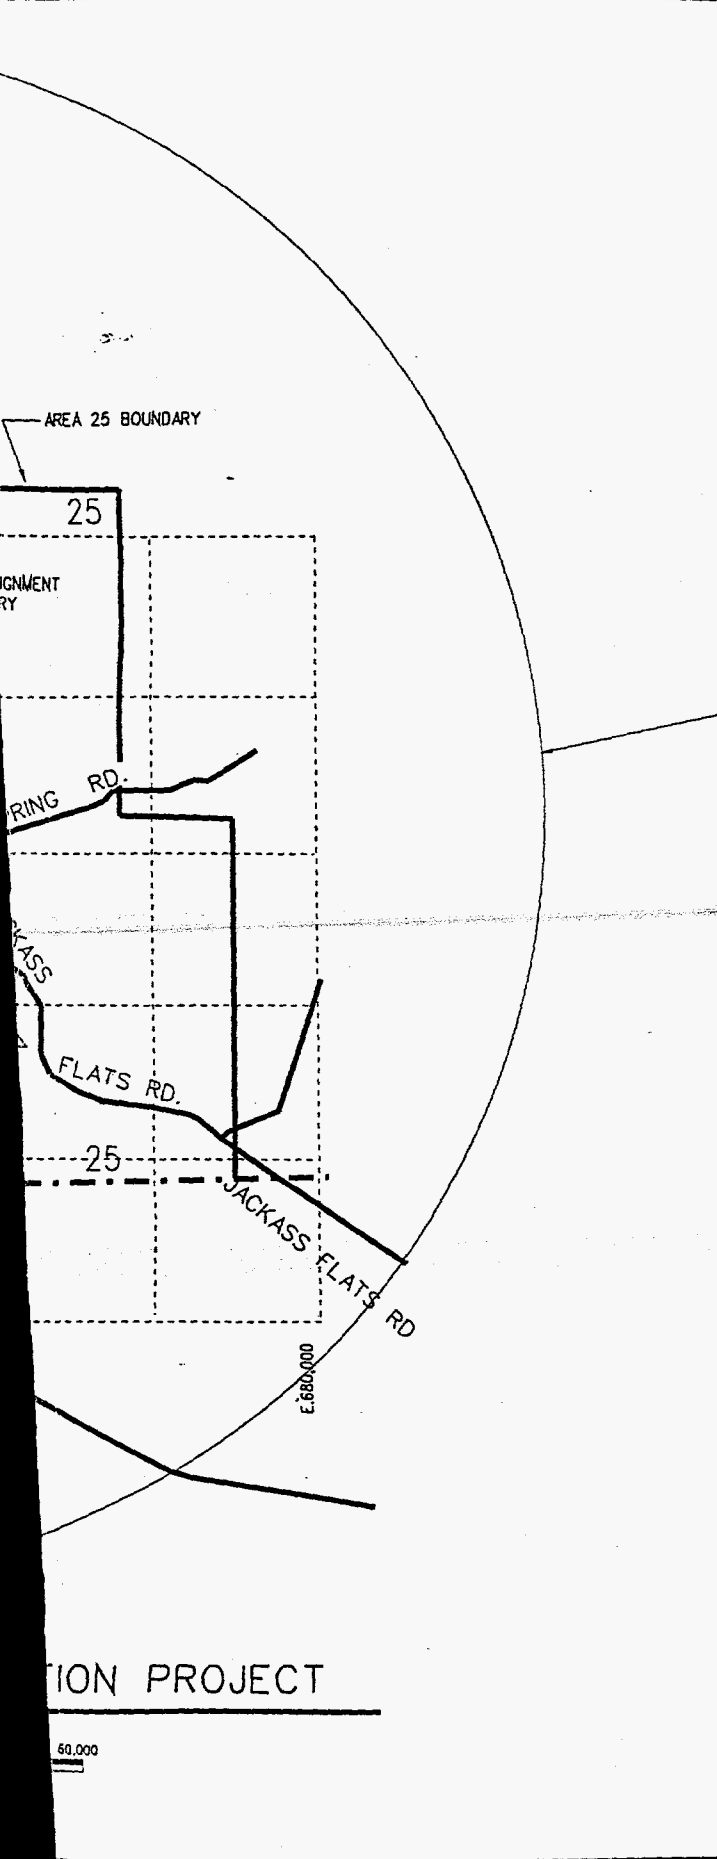 AREA 25 BOUNDARY
25
IGNMENT
RY
RING RD.
KASS
FLATS RD.
25
JACKASS FLATS RD
E.680,000
TION PROJECT
50,000